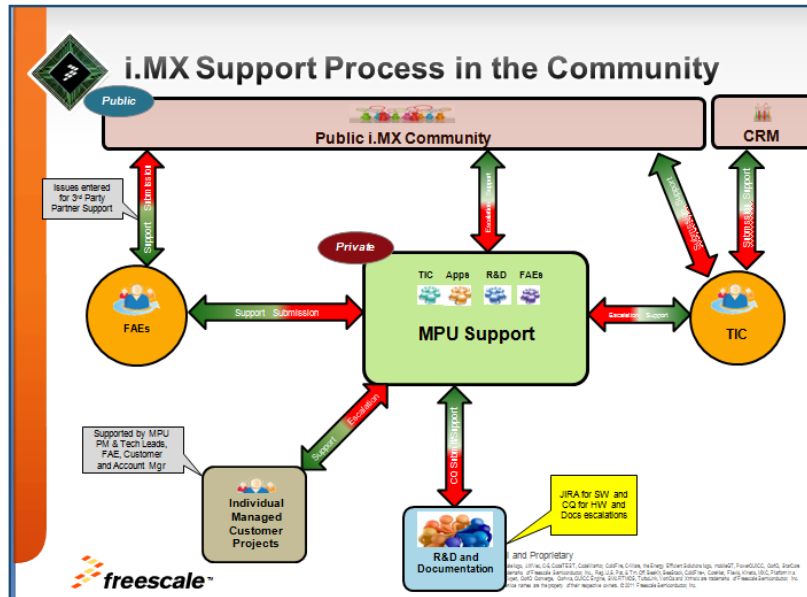 i.MX Support Process in the Community
Public
Public i.MX Community
CRM
Issues entered
for 3rd Party
Partner Support
Support Submission
Escalation Support
Submission Support
Submission Support
Private
TIC Apps R&D FAEs
MPU Support
FAEs
Support Submission
Escalation Support
TIC
Support Escalation
CQ Submit/Support
Supported by MPU
PM & Tech Leads,
FAE, Customer
and Account Mgr
Individual
Managed
Customer
Projects
JIRA for SW and
CQ for HW and
Docs escalations
R&D and
Documentation
l and Proprietary
freescale™